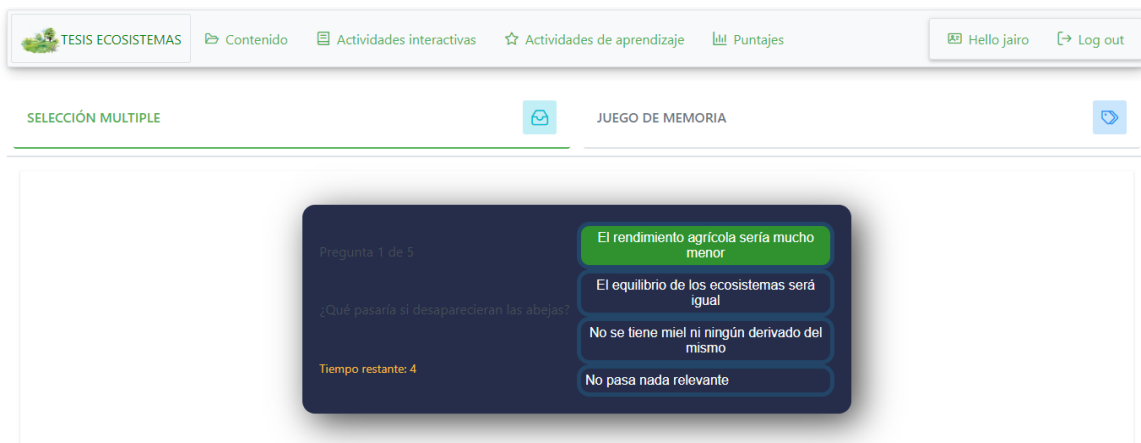 TESIS ECOSISTEMAS Contenido Actividades interactivas Actividades de aprendizaje Puntajes Hello jairo Log out
SELECCIÓN MULTIPLE JUEGO DE MEMORIA
Pregunta 1 de 5
¿Qué pasaría si desaparecieran las abejas?
Tiempo restante: 4
El rendimiento agrícola sería mucho
menor
El equilibrio de los ecosistemas será
igual
No se tiene miel ni ningún derivado del
mismo
No pasa nada relevante